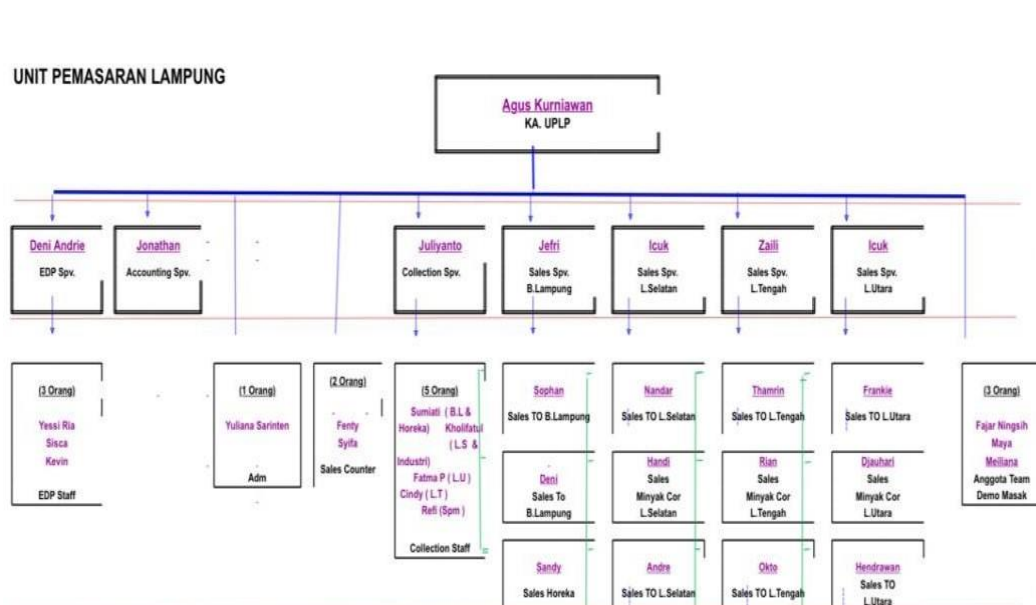 UNIT PEMASARAN LAMPUNG
Agus Kurniawan
KA. UPLP
Deni Andrie
EDP Spv.
Jonathan
Accounting Spv.
Juliyanto
Collection Spv.
Jefri
Sales Spv.
B.Lampung
Icuk
Sales Spv.
L.Selatan
Zaili
Sales Spv.
L.Tengah
Icuk
Sales Spv.
L.Utara
(3 Orang)
Yessi Ria
Sisca
Kevin
EDP Staff
(1 Orang)
Yuliana Sarinten
Adm
(2 Orang)
Fenty
Syifa
Sales Counter
(5 Orang)
Sumiati ( B.L &
Horeka) Kholifatul
( L.S &
Industri)
Fatma P ( L.U )
Cindy ( L.T )
Refi (Spm )
Collection Staff
Sophan
Sales TO B.Lampung
Deni
Sales To
B.Lampung
Sandy
Sales Horeka
Nandar
Sales TO L.Selatan
Handi
Sales
Minyak Cor
L.Selatan
Andre
Sales TO L.Selatan
Thamrin
Sales TO L.Tengah
Rian
Sales
Minyak Cor
L.Tengah
Okto
Sales TO L.Tengah
Frankie
Sales TO L.Utara
Djauhari
Sales
Minyak Cor
L.Utara
Hendrawan
Sales TO
L.Utara
(3 Orang)
Fajar Ningsih
Maya
Meiliana
Anggota Team
Demo Masak